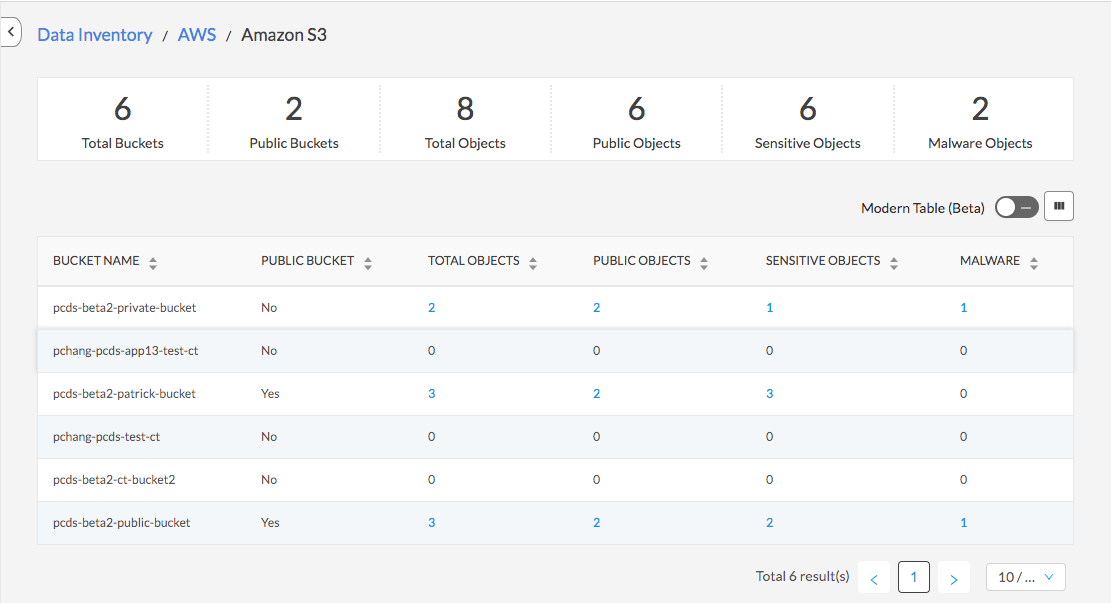 Data Inventory / AWS / Amazon S3
6 2 8 6 6 2
Total Buckets Public Buckets Total Objects Public Objects Sensitive Objects Malware Objects
Modern Table (Beta)
BUCKET NAME PUBLIC BUCKET TOTAL OBJECTS PUBLIC OBJECTS SENSITIVE OBJECTS MALWARE
pcds-beta2-private-bucket No 2 2 1 1
pchang-pcds-app13-test-ct No 0 0 0 0
pcds-beta2-patrick-bucket Yes 3 2 3 0
pchang-pcds-test-ct No 0 0 0 0
pcds-beta2-ct-bucket2 No 0 0 0 0
pcds-beta2-public-bucket Yes 3 2 2 1
Total 6 result(s) < 1 > 10 / ...